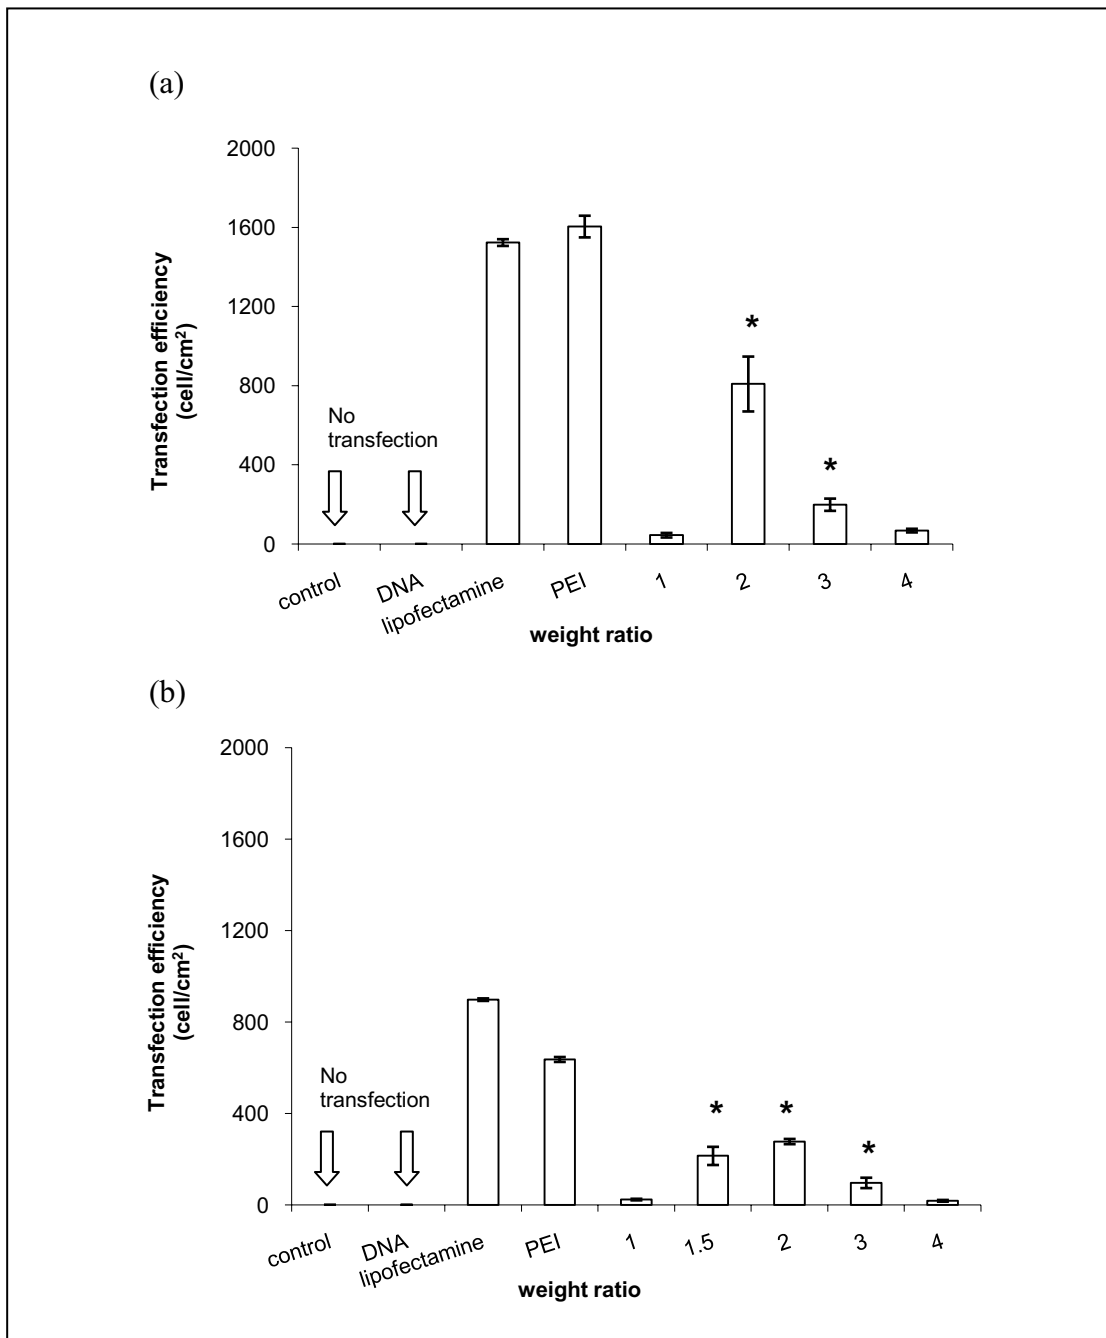 (a)
2000
1600
1200
800
400
0
Transfection efficiency
(cell/cm²)
No
transfection
*
*
control
DNA
lipofectamine
PEI
1
2
3
4
weight ratio
(b)
2000
1600
1200
800
400
0
Transfection efficiency
(cell/cm²)
No
transfection
*
*
*
control
DNA
lipofectamine
PEI
1
1.5
2
3
4
weight ratio